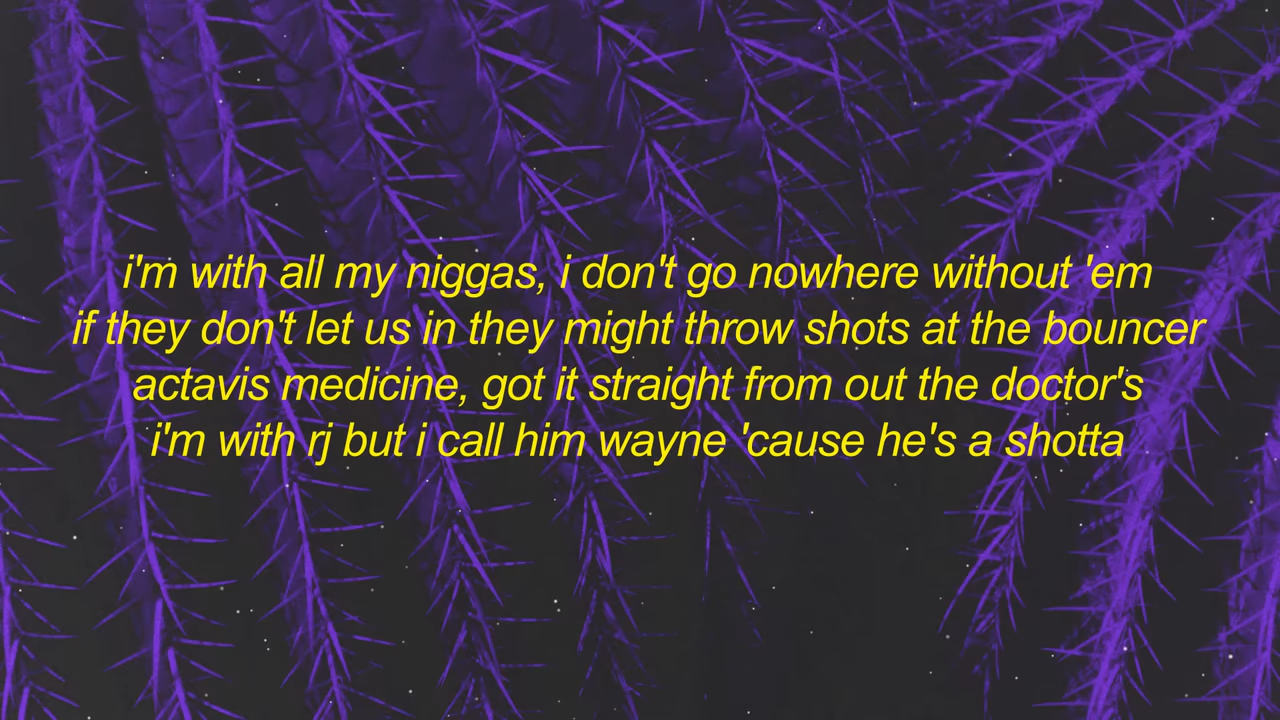 i'm with all my niggas, i don't go nowhere without 'em
if they don't let us in they might throw shots at the bouncer
actavis medicine, got it straight from out the doctor's
i'm with rj but i call him wayne 'cause he's a shotta